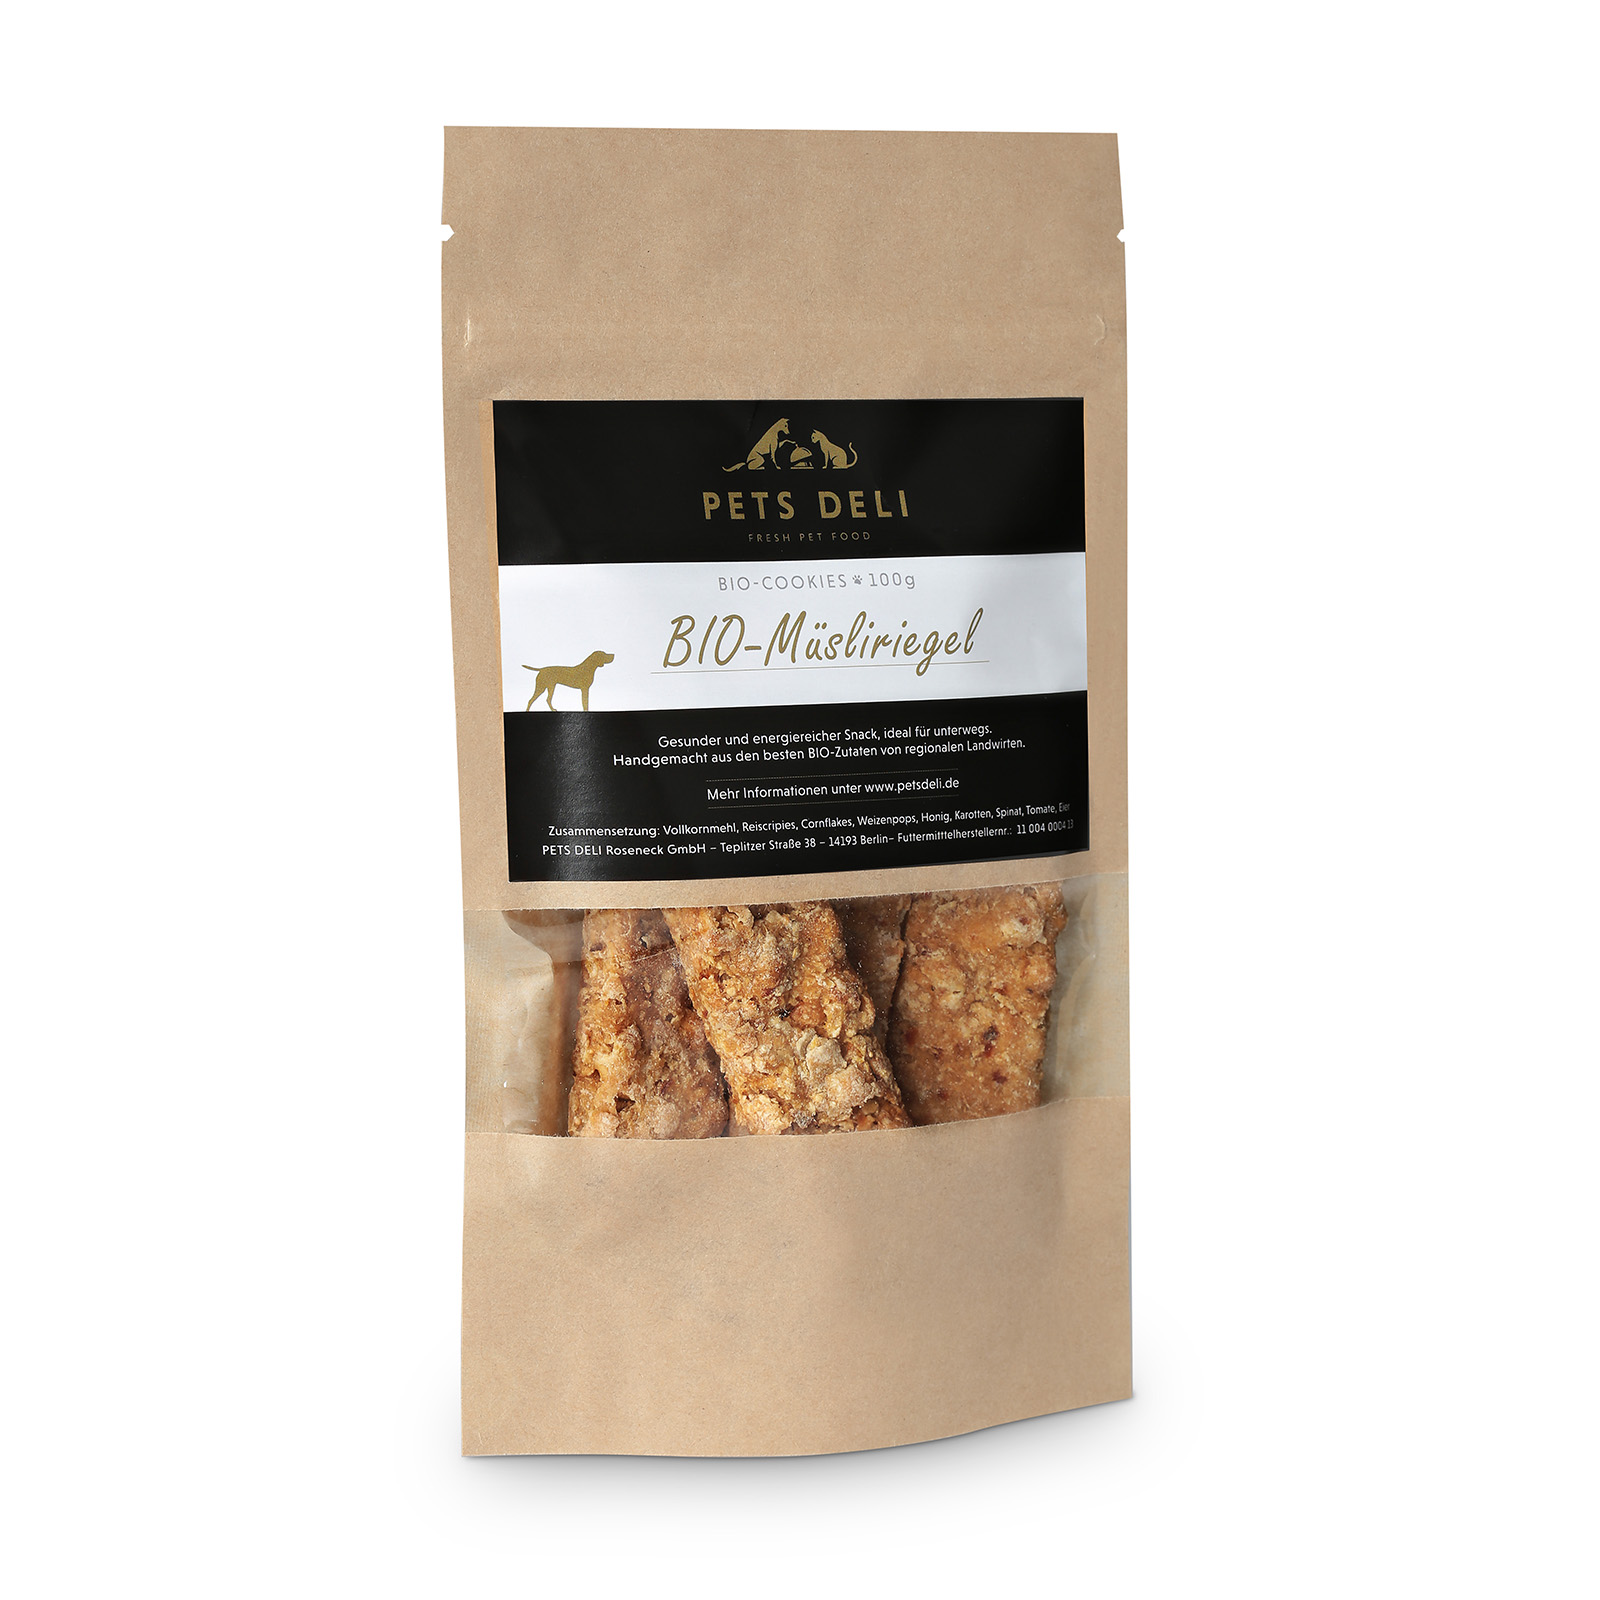 PETS DELI
FRESH PET FOOD
BIO-COOKIES 100g
BIO-Müsliriegel
Gesunder und energiereicher Snack, ideal für unterwegs.
Handgemacht aus den besten BIO-Zutaten von regionalen Landwirten.
Mehr Informationen unter www.petsdeli.de
Zusammensetzung: Vollkornmehl, Reiscripies, Cornflakes, Weizenpops, Honig, Karotten, Spinat, Tomate, Eier
PETS DELI Roseneck GmbH – Teplitzer Straße 38 – 14193 Berlin– Futtermitttelherstellernr.: 11 004 0004 13